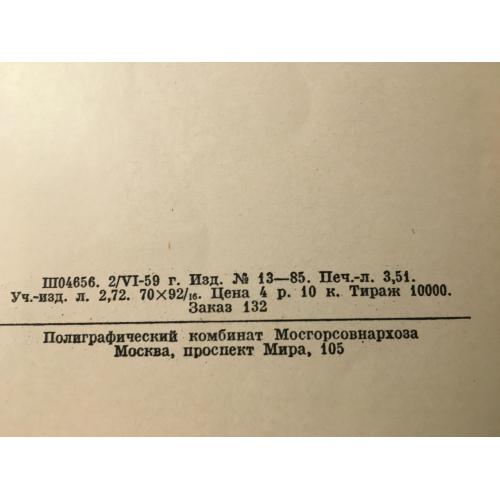 Ш04656. 2/VI-59 г. Изд. № 13—85. Печ.-л. 3,51.
Уч.-изд. л. 2,72. 70×92/₁₆. Цена 4 р. 10 к. Тираж 10000.
Заказ 132
Полиграфический комбинат Мосгорсовнархоза
Москва, проспект Мира, 105